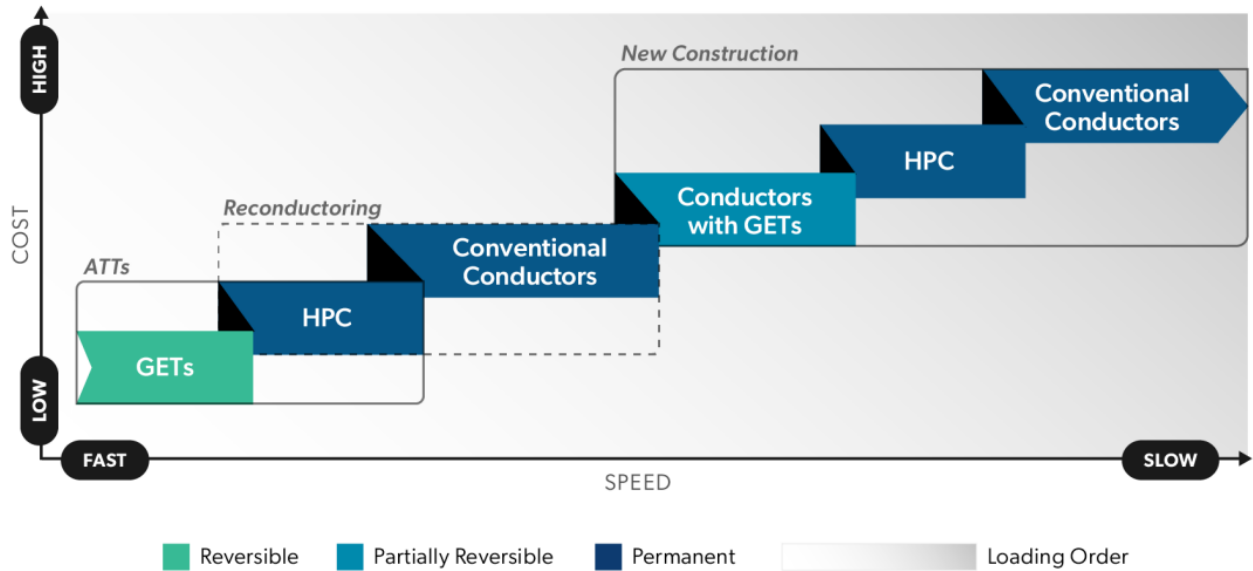 HIGH
COST
LOW
New Construction
Conventional
Conductors
HPC
Conductors
with GETs
Reconductoring
Conventional
Conductors
ATTs
HPC
GETs
FAST
SPEED
SLOW
Reversible
Partially Reversible
Permanent
Loading Order